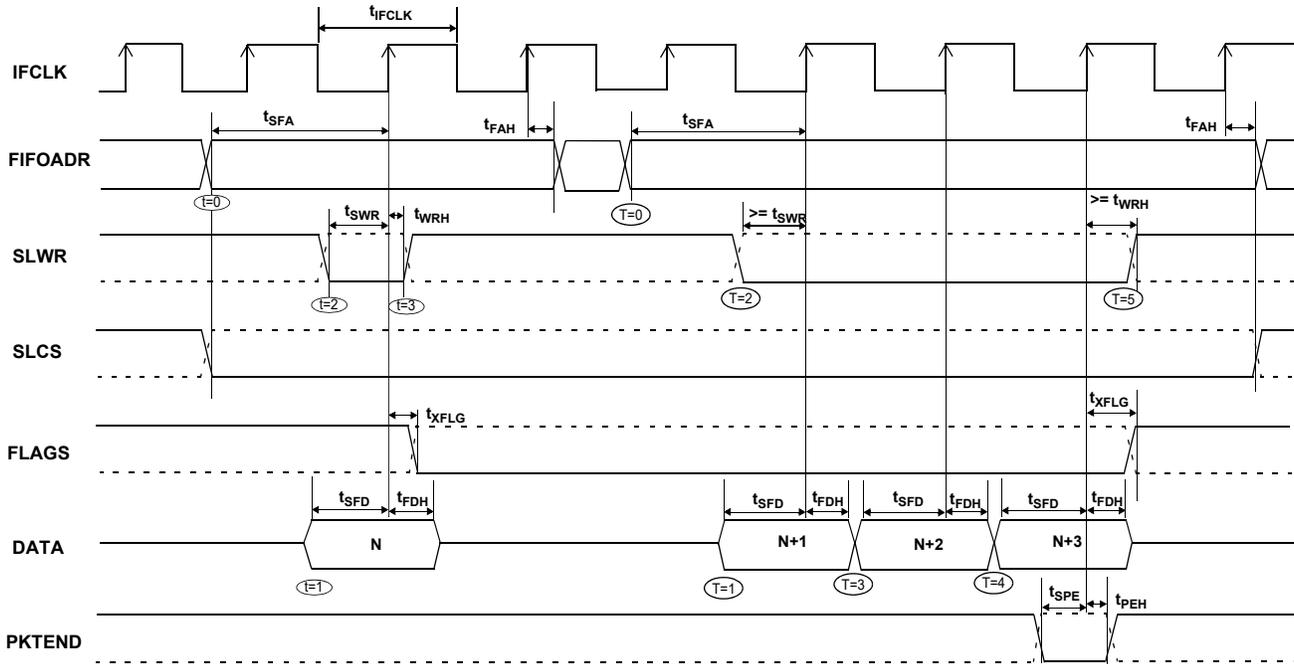 tIFCLK
IFCLK
tSFA
tFAH
tSFA
tFAH
FIFOADR
t=0
T=0
tSWR
tWRH
>= tSWR
>= tWRH
SLWR
t=2
t=3
T=2
T=5
SLCS
tXFLG
tXFLG
FLAGS
tSFD
tFDH
tSFD
tFDH
tSFD
tFDH
tSFD
tFDH
DATA
N
N+1
N+2
N+3
t=1
T=1
T=3
T=4
tSPE
tPEH
PKTEND